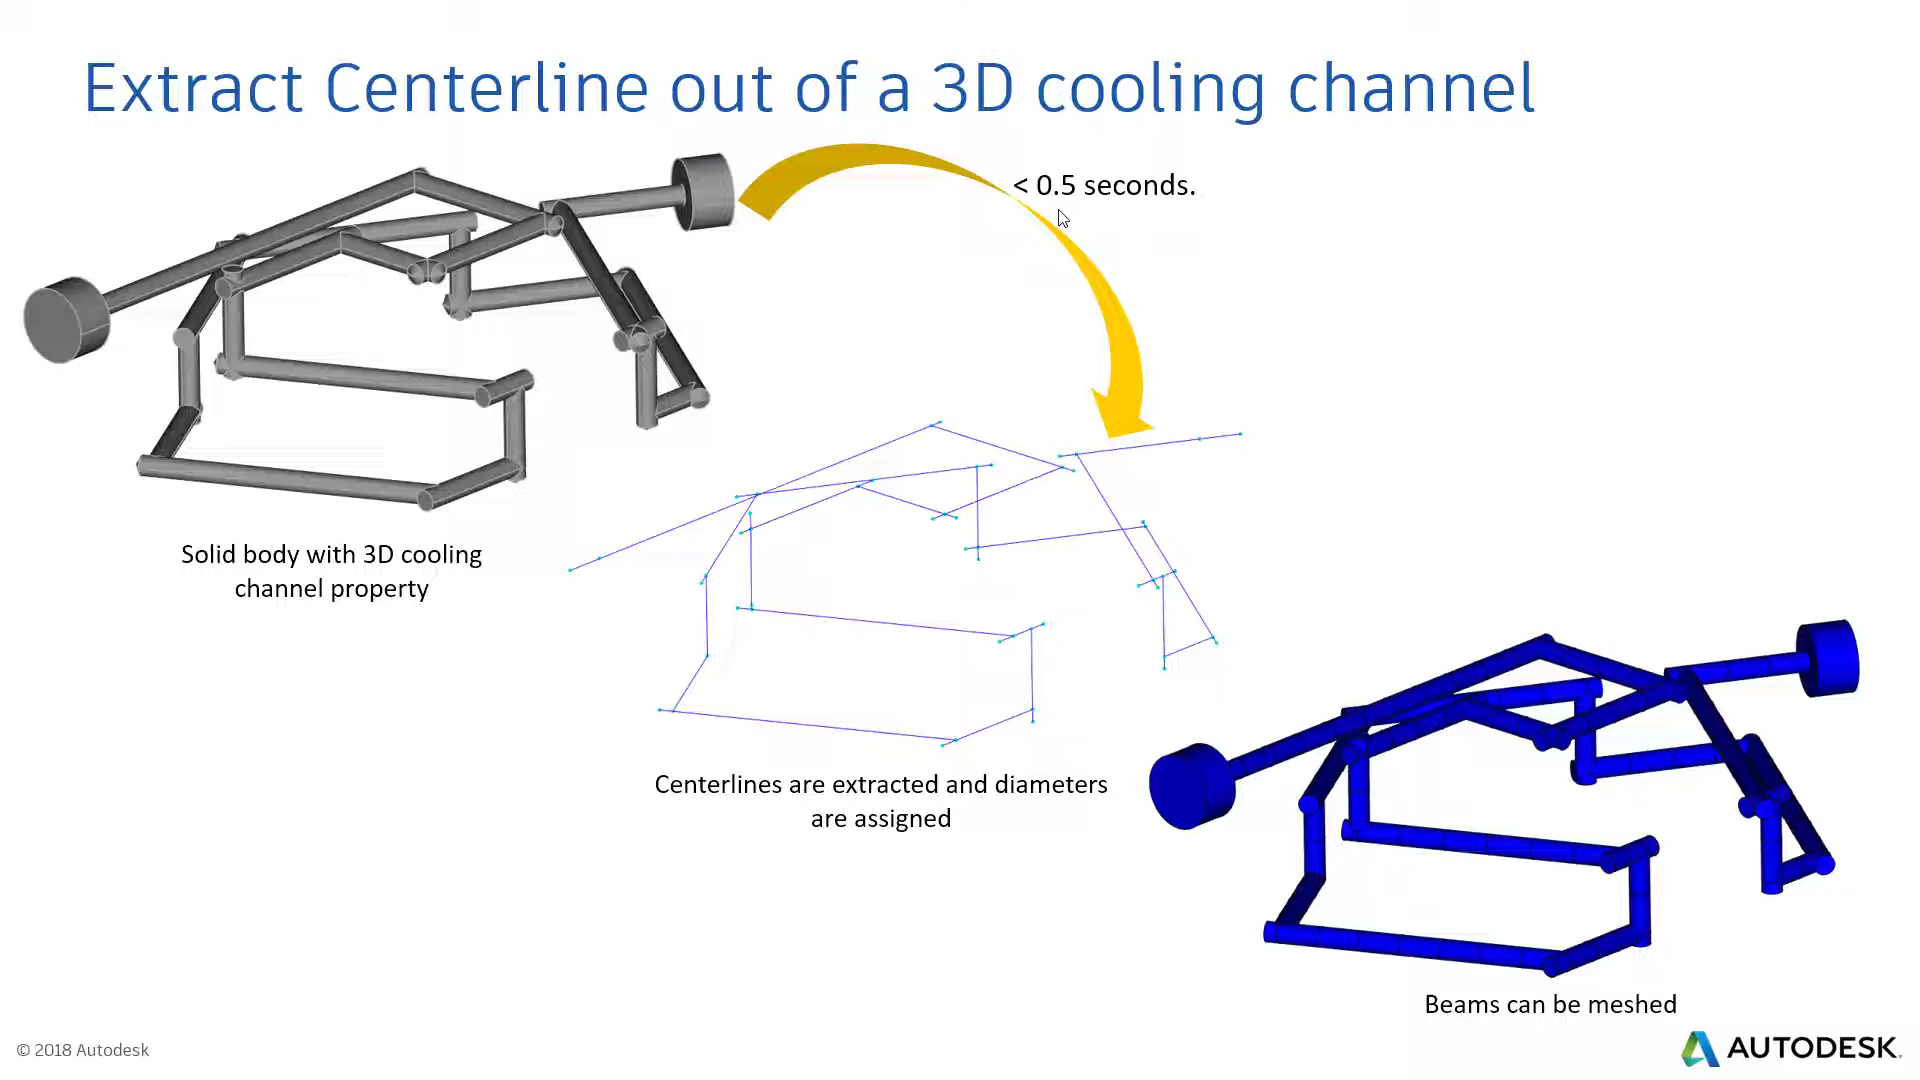 Extract Centerline out of a 3D cooling channel
< 0.5 seconds.
Solid body with 3D cooling
channel property
Centerlines are extracted and diameters
are assigned
Beams can be meshed
© 2018 Autodesk
AUTODESK.